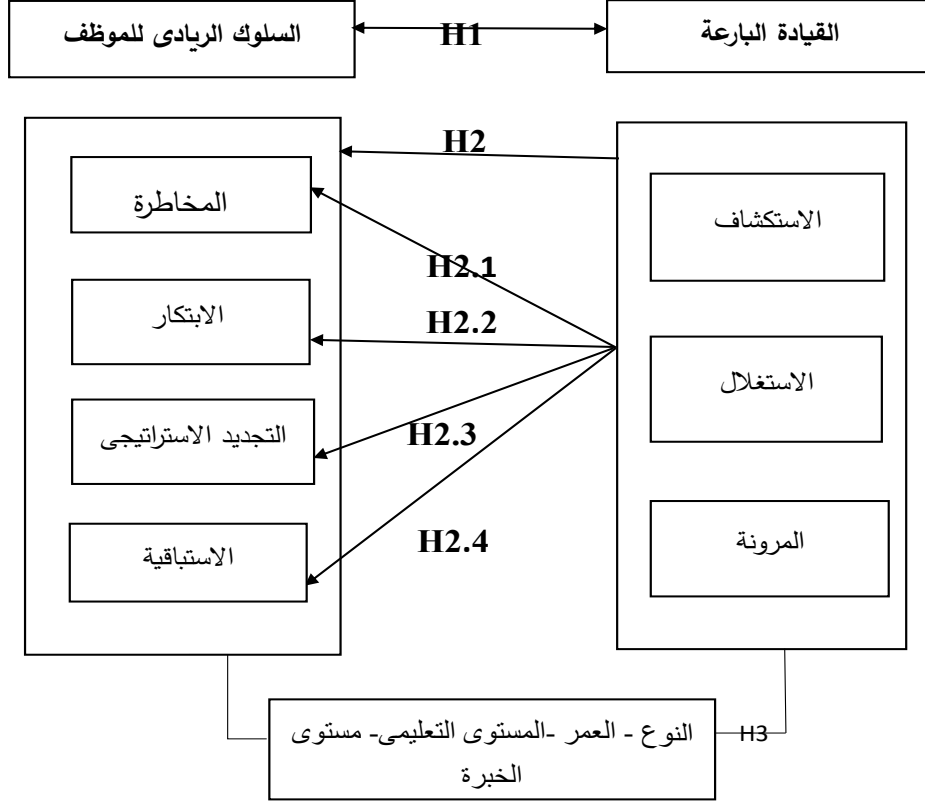 القيادة البارعة
H1
السلوك الريادى للموظف
H2
الاستكشاف
الاستغلال
المرونة
المخاطرة
الابتكار
التجديد الاستراتيجى
الاستباقية
H2.1
H2.2
H2.3
H2.4
النوع - العمر -المستوى التعليمى- مستوى
الخبرة
H3